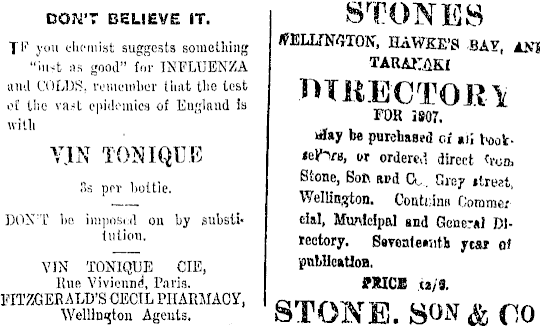 DON'T BELIEVE IT.
IF you chemist suggests something
"just as good" for INFLUENZA
and COLDS, remember that the test
of the vast epidemics of England is
with
VIN TONIQUE
3s per bottle.
DON'T be imposed on by substi-
tution.
VIN TONIQUE CIE,
Rue Vivienne, Paris.
FITZGERALD'S CECIL PHARMACY,
Wellington Agents.
STONES
WELLINGTON, HAWKE'S BAY, AND
TARANAKI
DIRECTORY
FOR 1907.
May be purchased of all book-
sellers, or ordered direct from
Stone, Son and Co., Grey street,
Wellington. Contains Commer
cial, Municipal and General Di-
rectory. Seventeenth year of
publication.
PRICE 12/6.
STONE. SON & CO